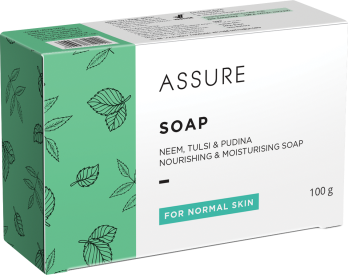 ASSURE
SOAP
NEEM, TULSI & PUDINA
NOURISHING & MOISTURISING SOAP
FOR NORMAL SKIN
100 g